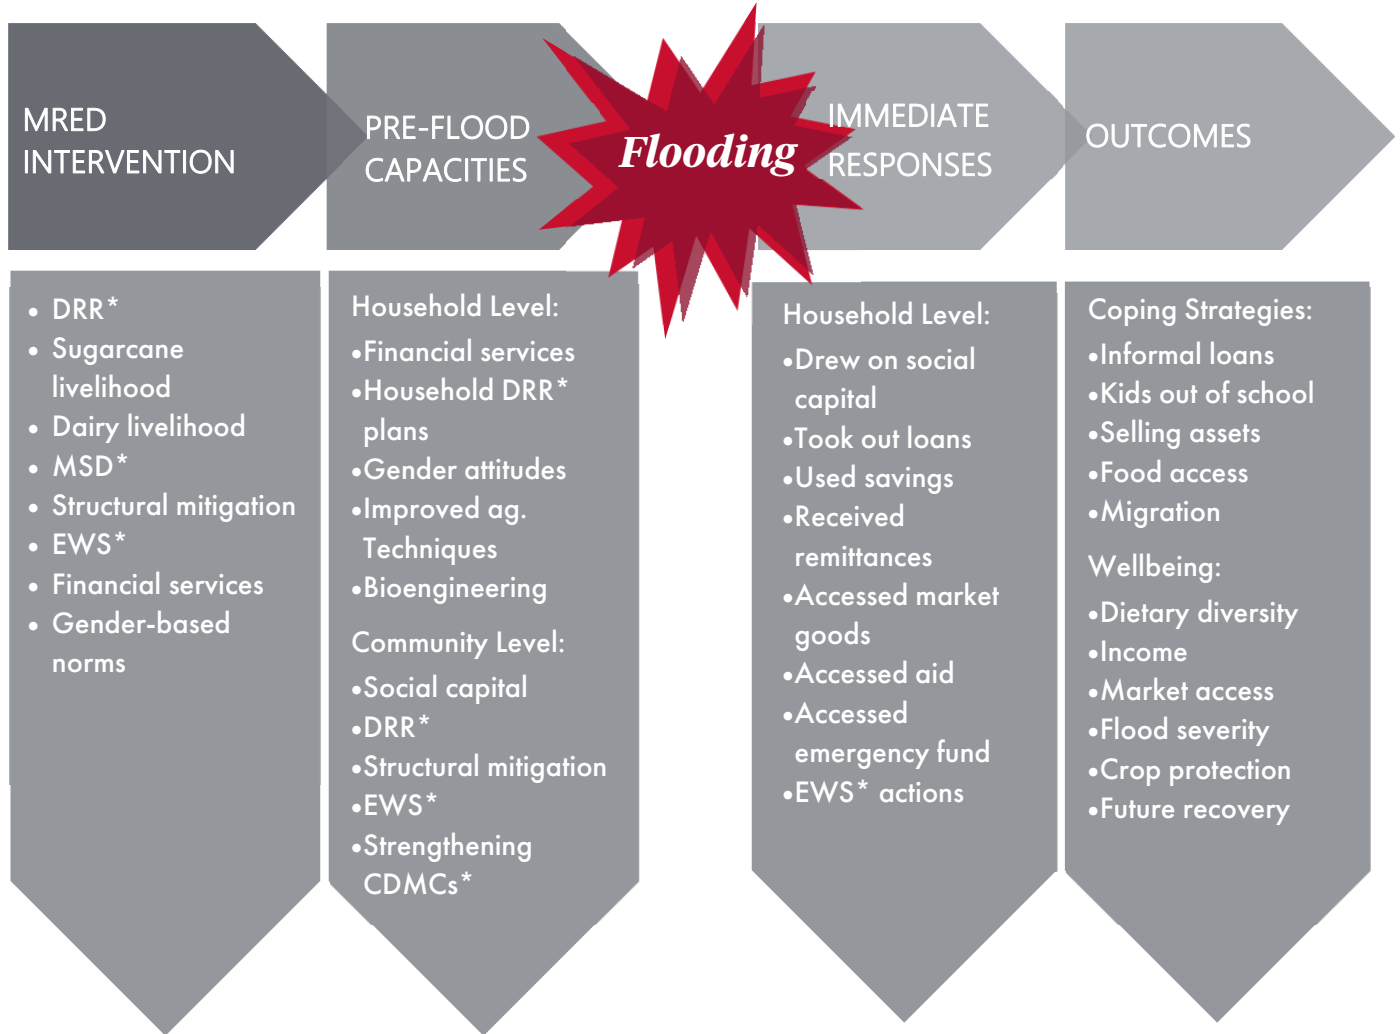 MRED
INTERVENTION
PRE-FLOOD
CAPACITIES
Flooding
IMMEDIATE
RESPONSES
OUTCOMES
• DRR*
• Sugarcane
livelihood
• Dairy livelihood
• MSD*
• Structural mitigation
• EWS*
• Financial services
• Gender-based
norms
Household Level:
•Financial services
•Household DRR*
plans
•Gender attitudes
•Improved ag.
Techniques
•Bioengineering
Community Level:
•Social capital
•DRR*
•Structural mitigation
•EWS*
•Strengthening
CDMCs*
Household Level:
•Drew on social
capital
•Took out loans
•Used savings
•Received
remittances
•Accessed market
goods
•Accessed aid
•Accessed
emergency fund
•EWS* actions
Coping Strategies:
•Informal loans
•Kids out of school
•Selling assets
•Food access
•Migration
Wellbeing:
•Dietary diversity
•Income
•Market access
•Flood severity
•Crop protection
•Future recovery